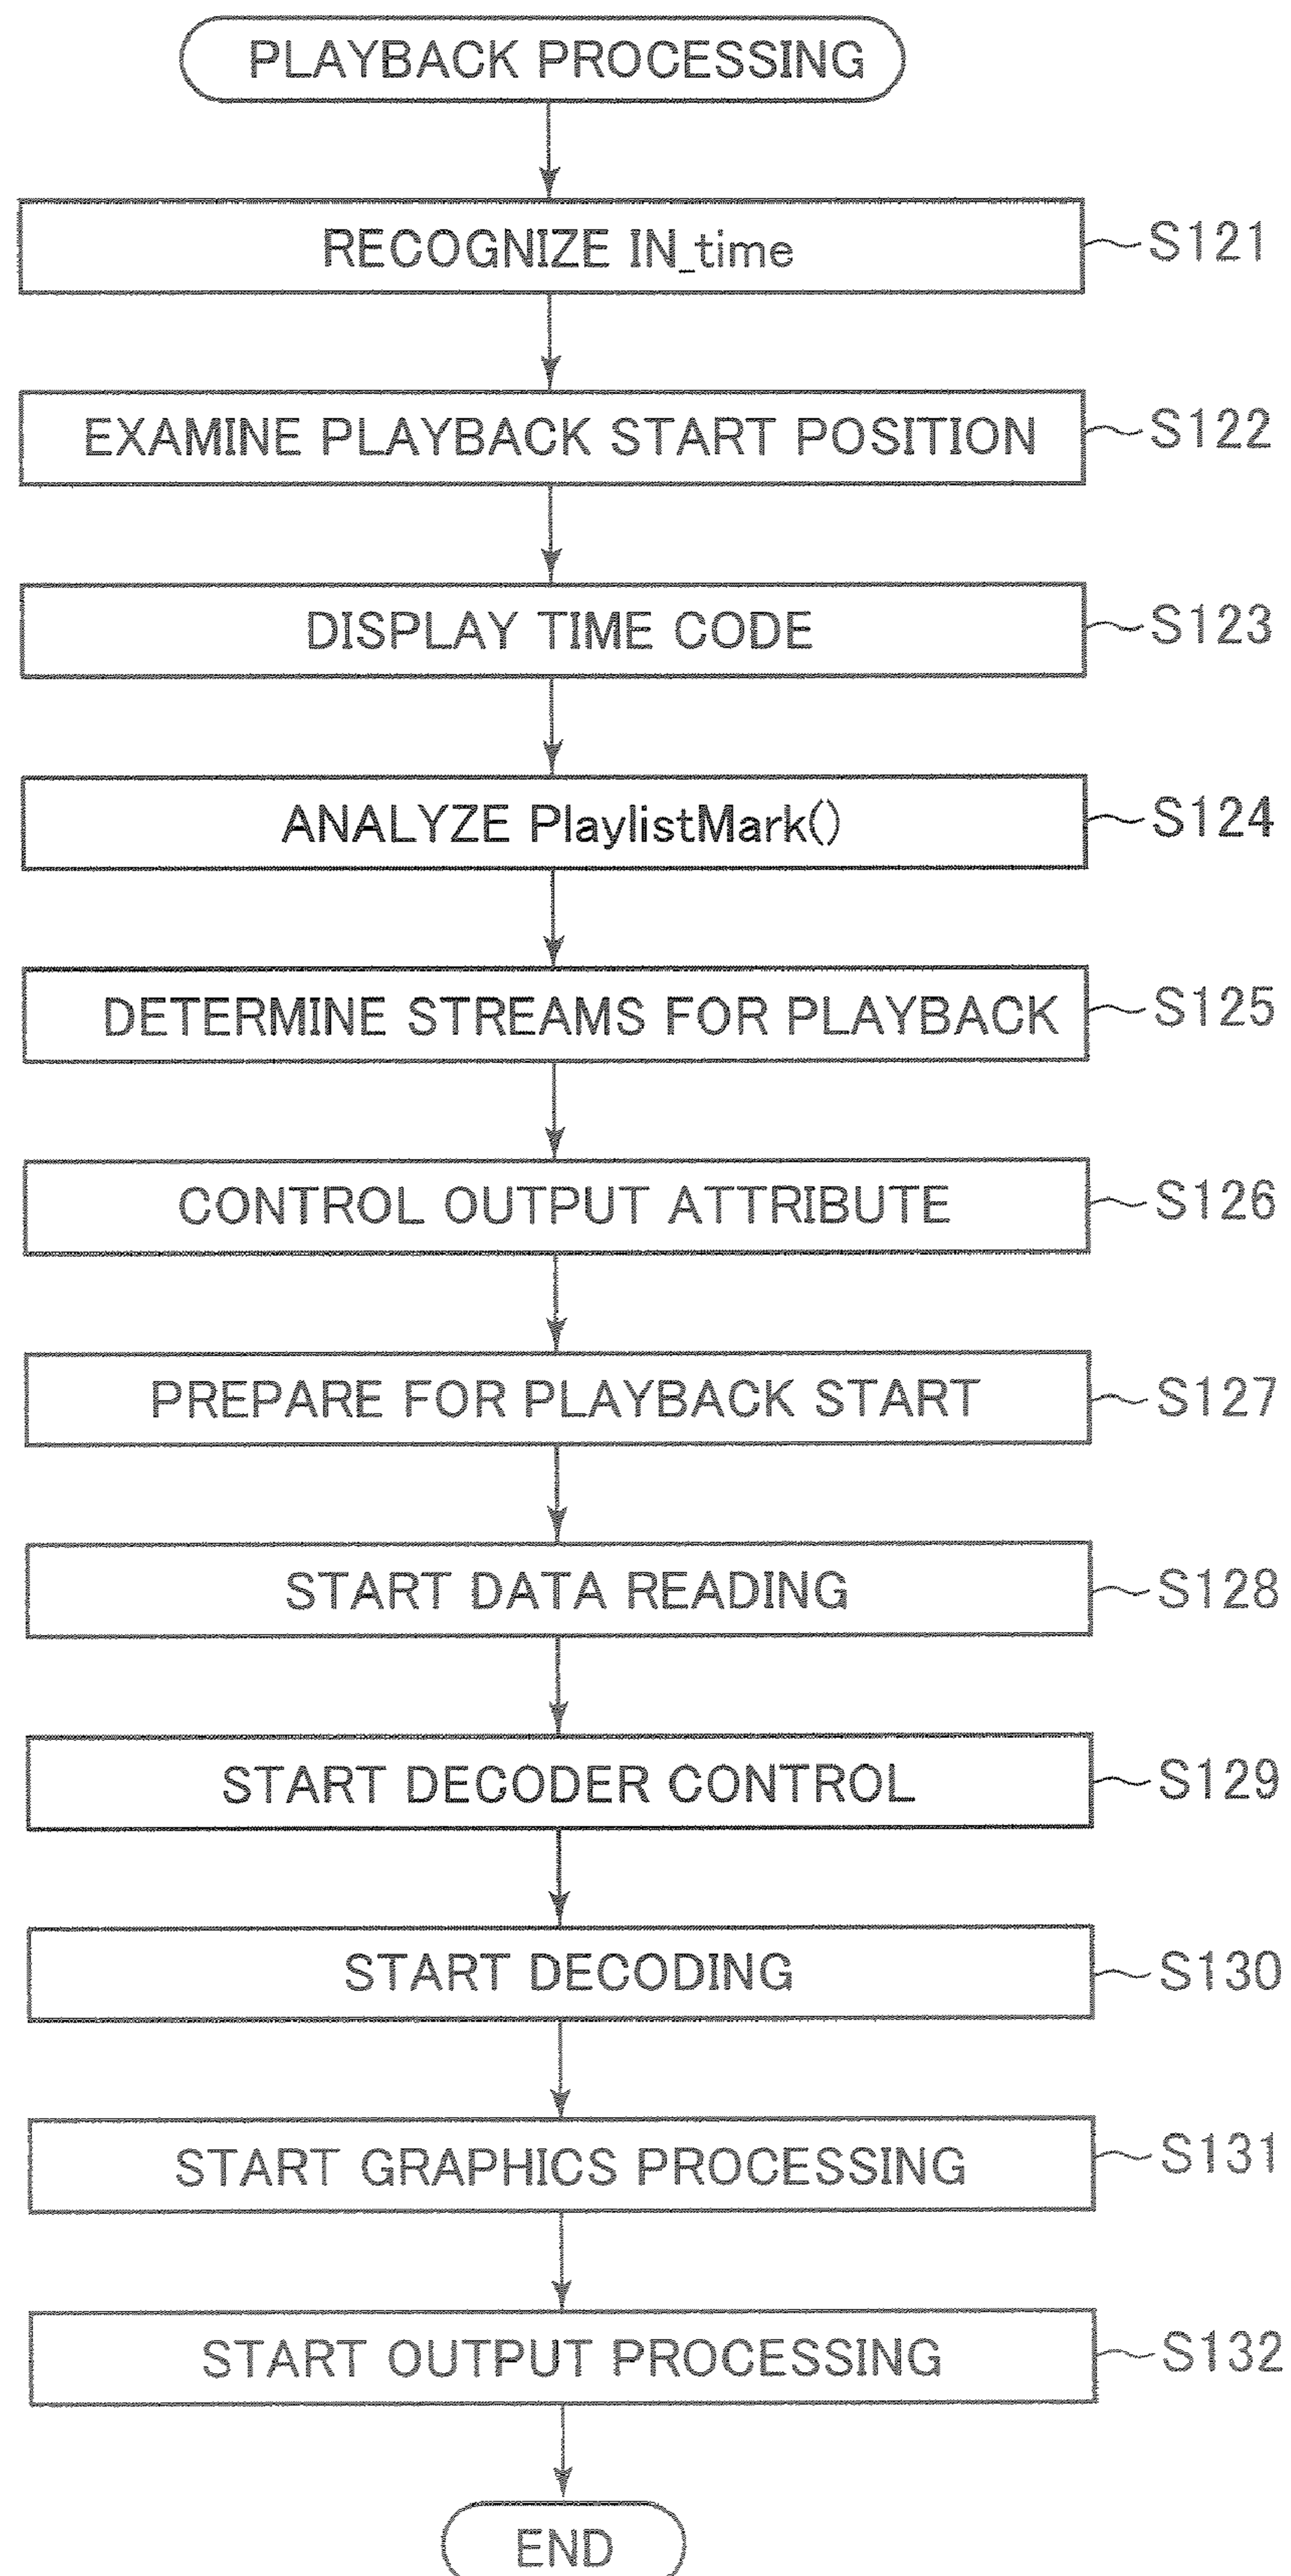 PLAYBACK PROCESSING
RECOGNIZE IN_time S121
EXAMINE PLAYBACK START POSITION S122
DISPLAY TIME CODE S123
ANALYZE PlaylistMark() S124
DETERMINE STREAMS FOR PLAYBACK S125
CONTROL OUTPUT ATTRIBUTE S126
PREPARE FOR PLAYBACK START S127
START DATA READING S128
START DECODER CONTROL S129
START DECODING S130
START GRAPHICS PROCESSING S131
START OUTPUT PROCESSING S132
END